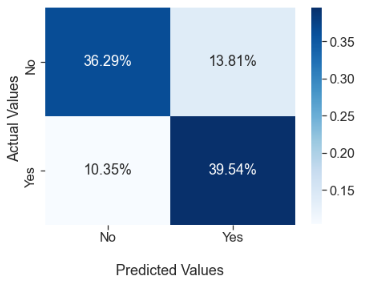 No 36.29% 13.81% 0.35
0.30
Actual Values
0.25
0.20
Yes 10.35% 39.54% 0.15
No Yes
Predicted Values